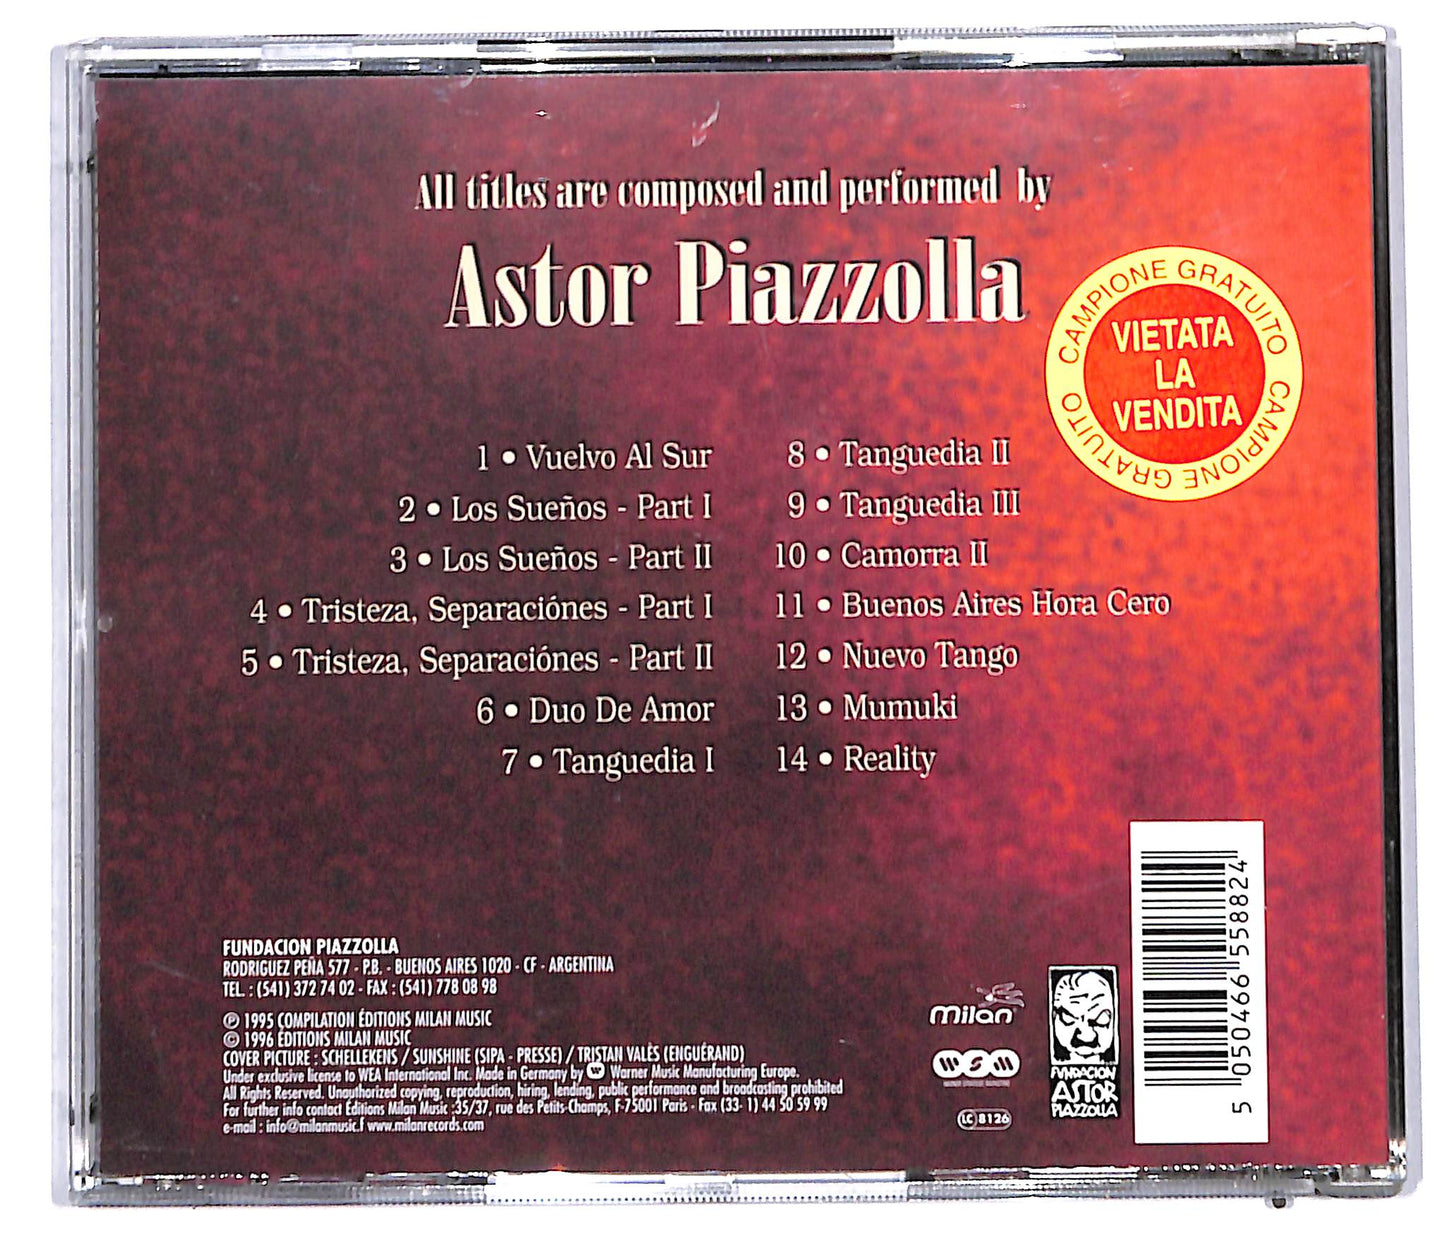 All titles are composed and performed by
Astor Piazzolla
CAMPIONE GRATUITO CAMPIONE GRATUITO
VIETATA
LA
VENDITA
1 • Vuelvo Al Sur
2 • Los Sueños - Part I
3 • Los Sueños - Part II
4 • Tristeza, Separaciónes - Part I
5 • Tristeza, Separaciónes - Part II
6 • Duo De Amor
7 • Tanguedia I
8 • Tanguedia II
9 • Tanguedia III
10 • Camorra II
11 • Buenos Aires Hora Cero
12 • Nuevo Tango
13 • Mumuki
14 • Reality
FUNDACION PIAZZOLLA
RODRIGUEZ PEÑA 577 - P.B. - BUENOS AIRES 1020 - CF - ARGENTINA
TEL. : (541) 372 74 02 - FAX : (541) 778 08 98
℗ 1995 COMPILATION ÉDITIONS MILAN MUSIC
© 1996 ÉDITIONS MILAN MUSIC
COVER PICTURE : SCHELLEKENS / SUNSHINE (SIPA - PRESSE) / TRISTAN VALÈS (ENGUÉRAND)
Under exclusive license to WEA International Inc. Made in Germany by Warner Music Manufacturing Europe.
All Rights Reserved. Unauthorized copying, reproduction, hiring, lending, public performance and broadcasting prohibited
For further info contact Editions Milan Music :35/37, rue des Petits-Champs, F-75001 Paris - Fax (33- 1) 44 50 59 99
e-mail : info@milanmusic.f www.milanrecords.com
milan
WSM
LC 8126
FUNDACION
ASTOR
PIAZZOLLA
5 050466 558824